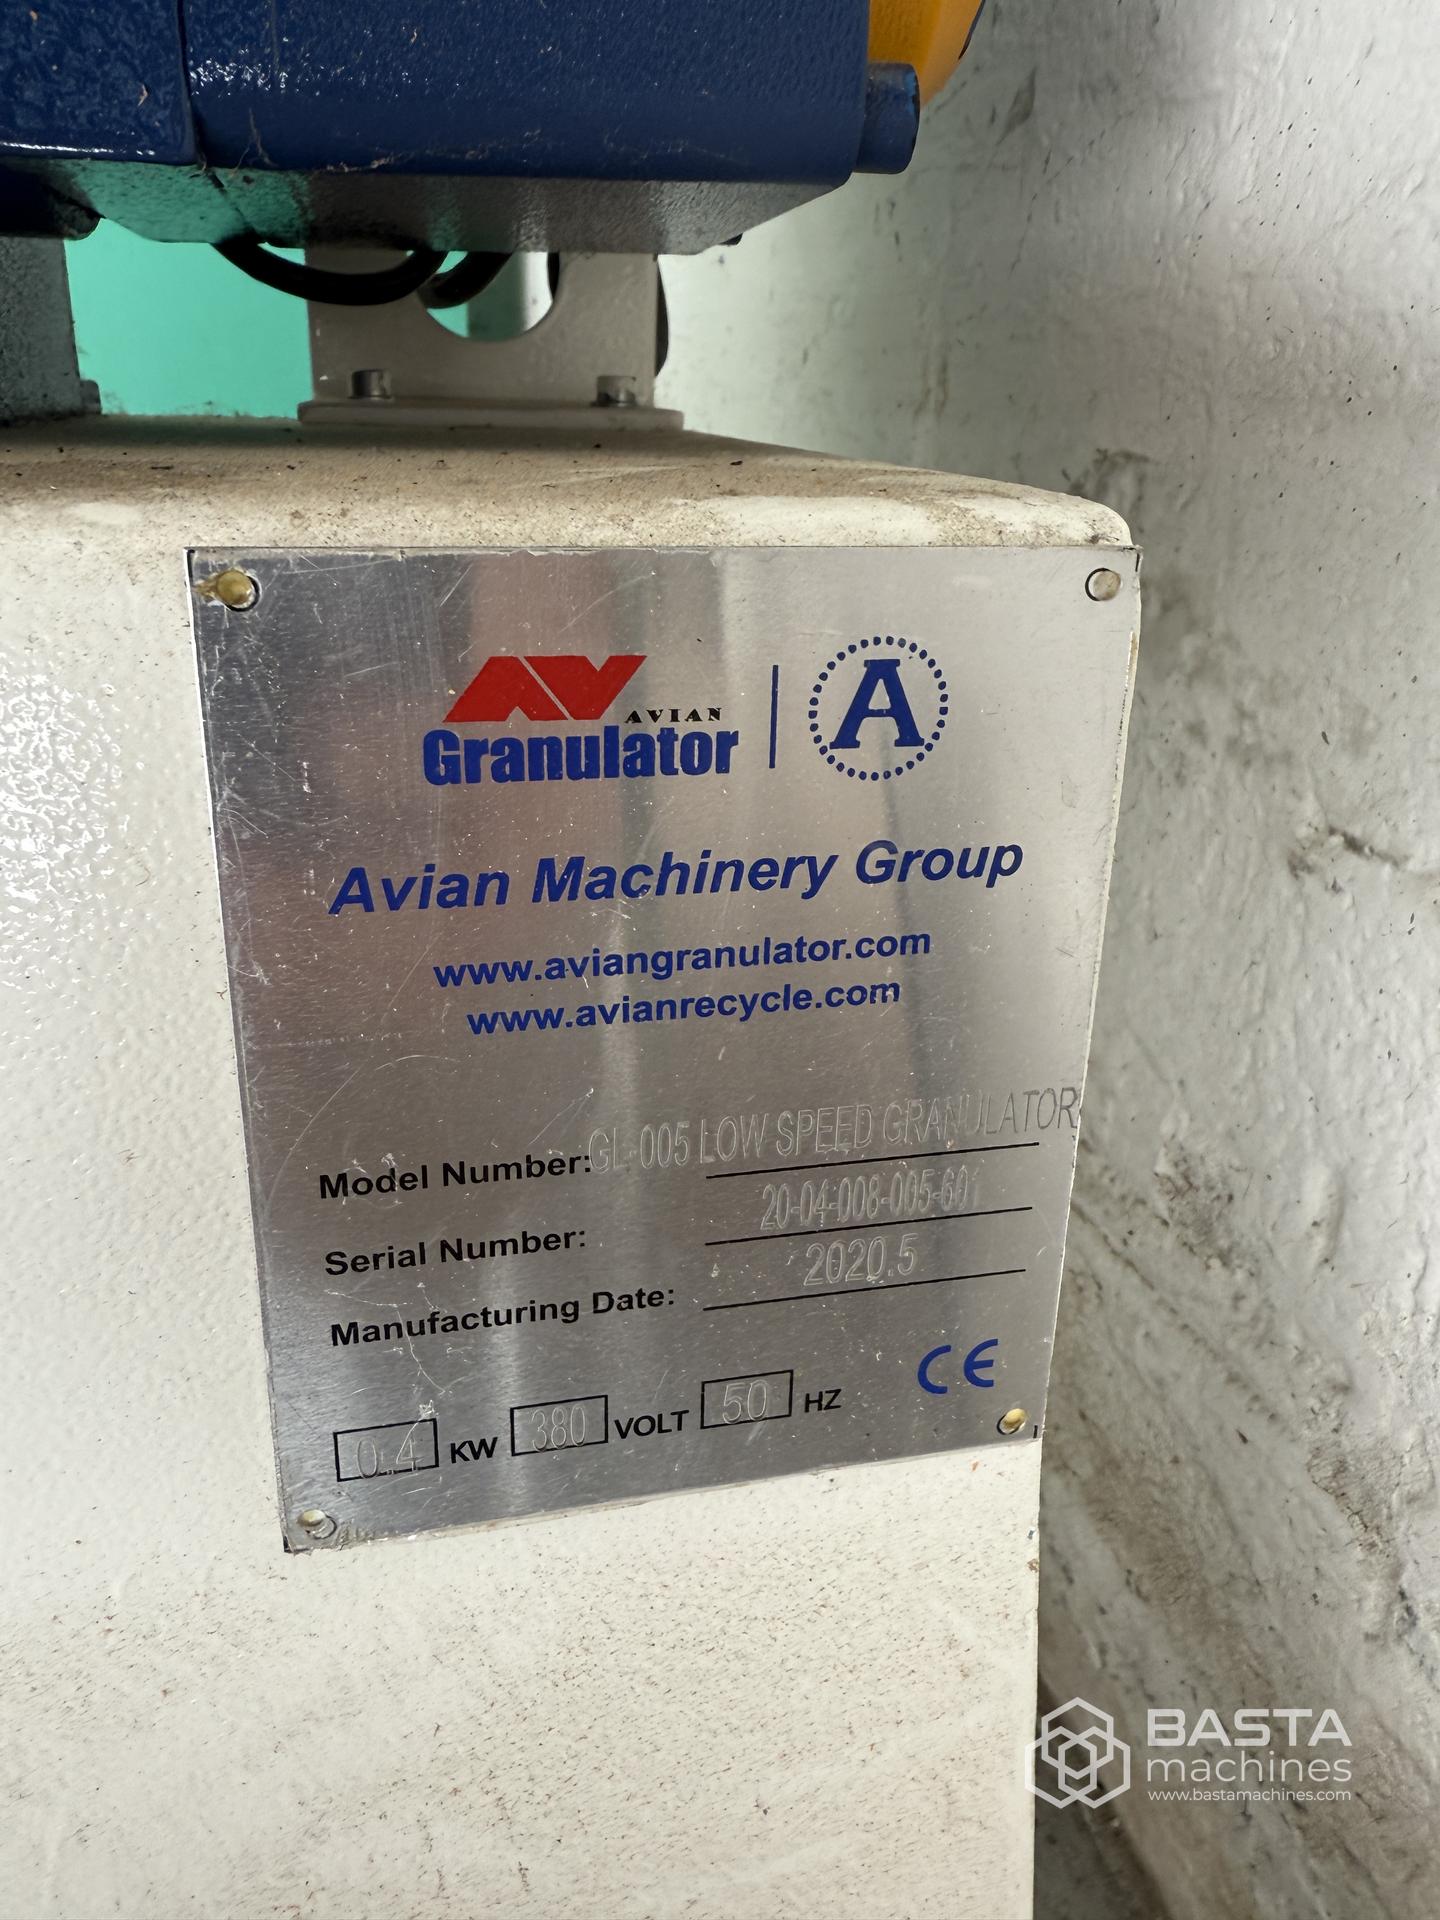 AVIAN
Granulator
A
Avian Machinery Group
www.aviangranulator.com
www.avianrecycle.com
Model Number: GL-005 LOW SPEED GRANULATOR
Serial Number: 20-04-008-005-601
Manufacturing Date: 2020.5
0.4 KW 380 VOLT 50 HZ CE
BASTA
machines
www.bastamachines.com